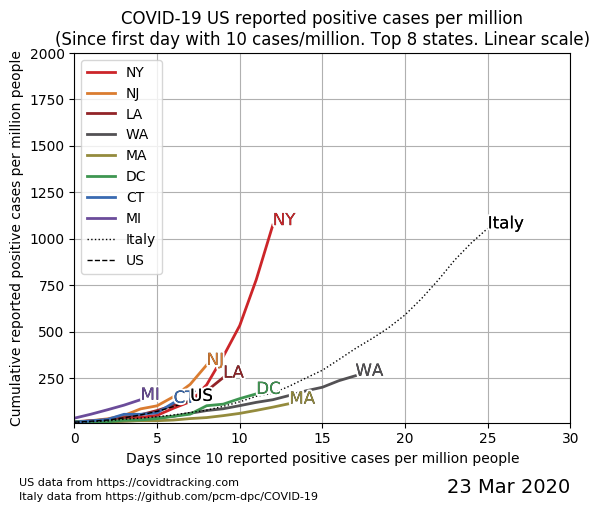 COVID-19 US reported positive cases per million
(Since first day with 10 cases/million. Top 8 states. Linear scale)
Cumulative reported positive cases per million people
2000
1750
1500
1250
1000
750
500
250
NY
NJ
LA
WA
MA
DC
CT
MI
Italy
US
NY
Italy
NJ
LA
WA
MI
CT
US
DC
MA
0
5
10
15
20
25
30
Days since 10 reported positive cases per million people
US data from https://covidtracking.com
Italy data from https://github.com/pcm-dpc/COVID-19
23 Mar 2020